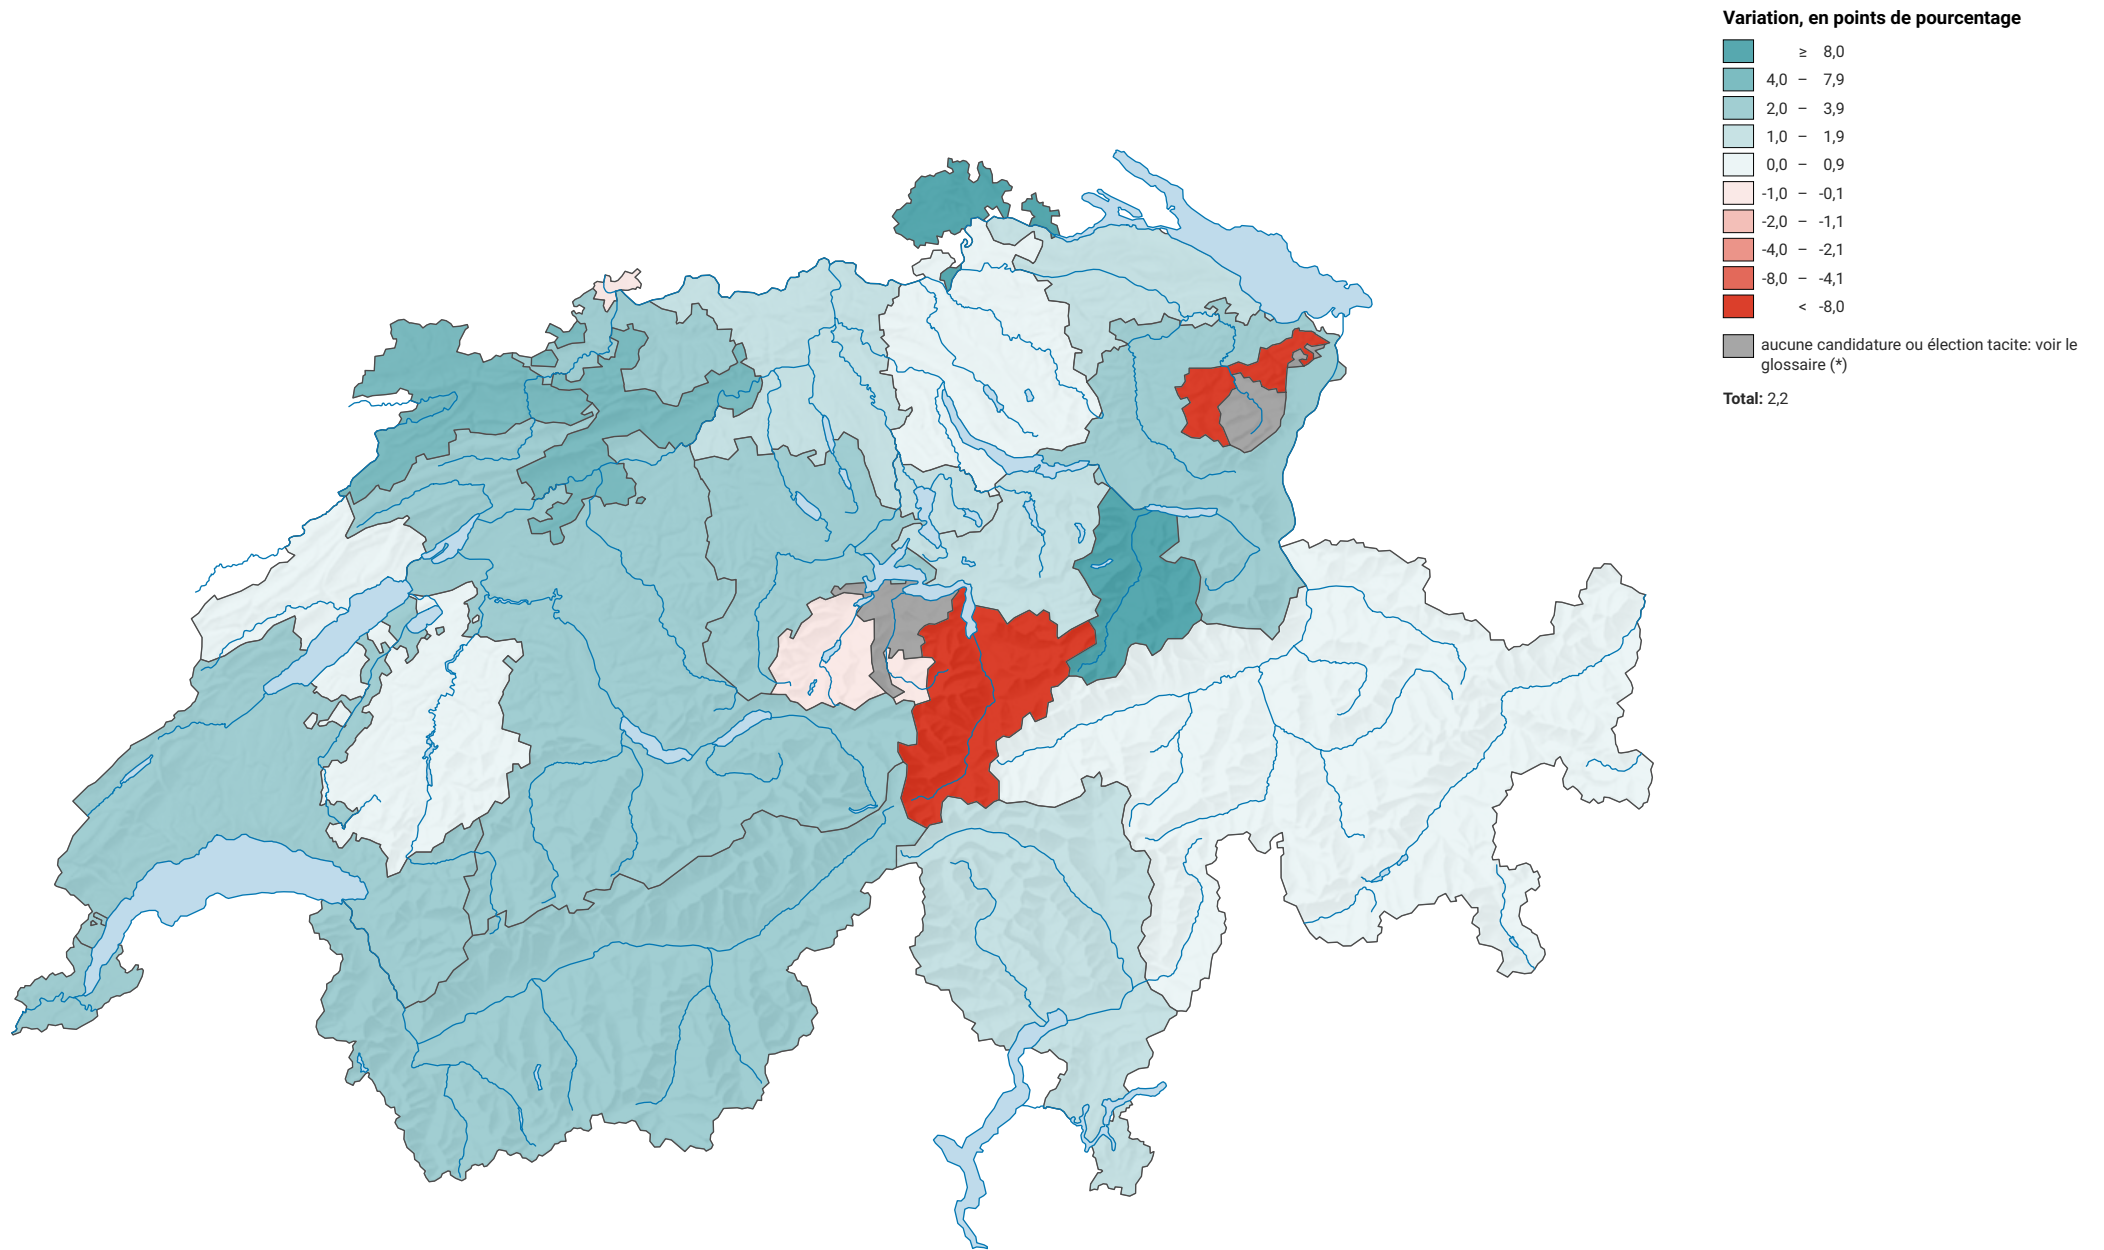 Variation, en points de pourcentage
≥ 8,0
4,0 – 7,9
2,0 – 3,9
1,0 – 1,9
0,0 – 0,9
-1,0 – -0,1
-2,0 – -1,1
-4,0 – -2,1
-8,0 – -4,1
< -8,0
aucune candidature ou élection tacite: voir le
glossaire (*)
Total: 2,2